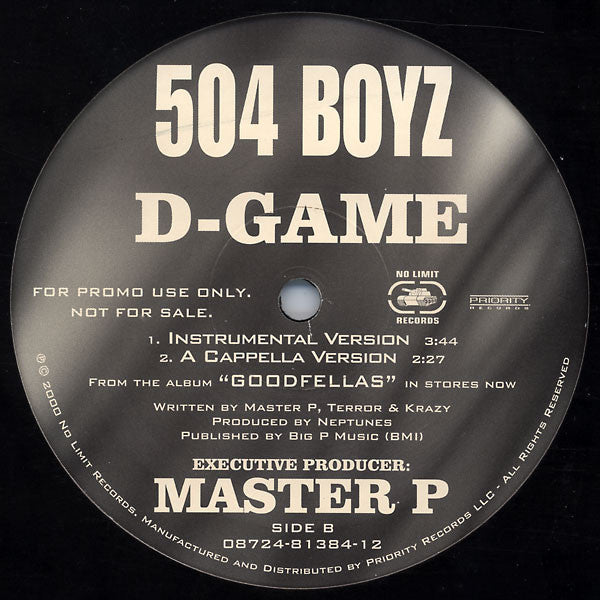 504 BOYZ
D-GAME
FOR PROMO USE ONLY.
NOT FOR SALE.
NO LIMIT
RECORDS
PRIORITY
RECORDS
1. INSTRUMENTAL VERSION 3:44
2. A CAPPELLA VERSION 2:27
FROM THE ALBUM "GOODFELLAS" IN STORES NOW
WRITTEN BY MASTER P, TERROR & KRAZY
PRODUCED BY NEPTUNES
PUBLISHED BY BIG P MUSIC (BMI)
EXECUTIVE PRODUCER:
MASTER P
SIDE B
08724-81384-12
℗ © 2000 NO LIMIT RECORDS. MANUFACTURED AND DISTRIBUTED BY PRIORITY RECORDS LLC - ALL RIGHTS RESERVED